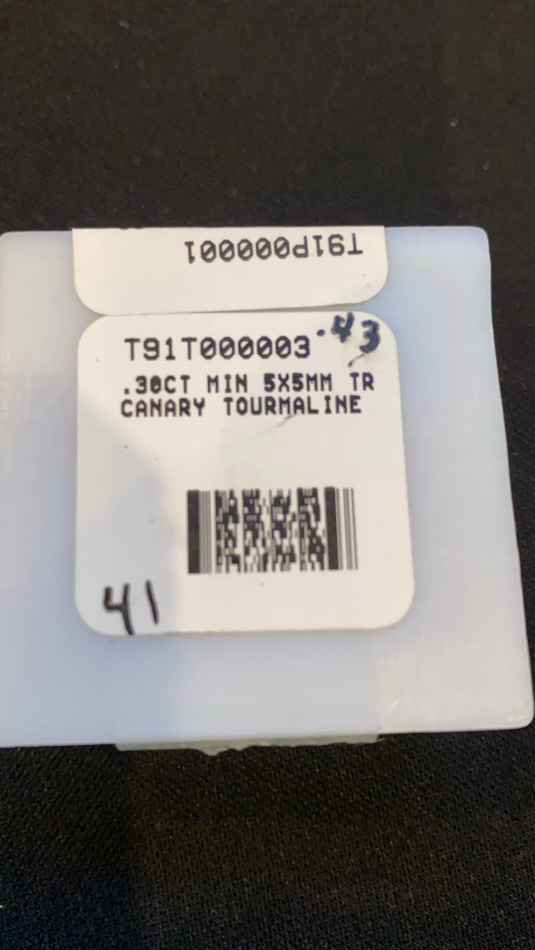 T91P000001
T91T000003 .43
.30CT MIN 5X5MM TR
CANARY TOURMALINE
41